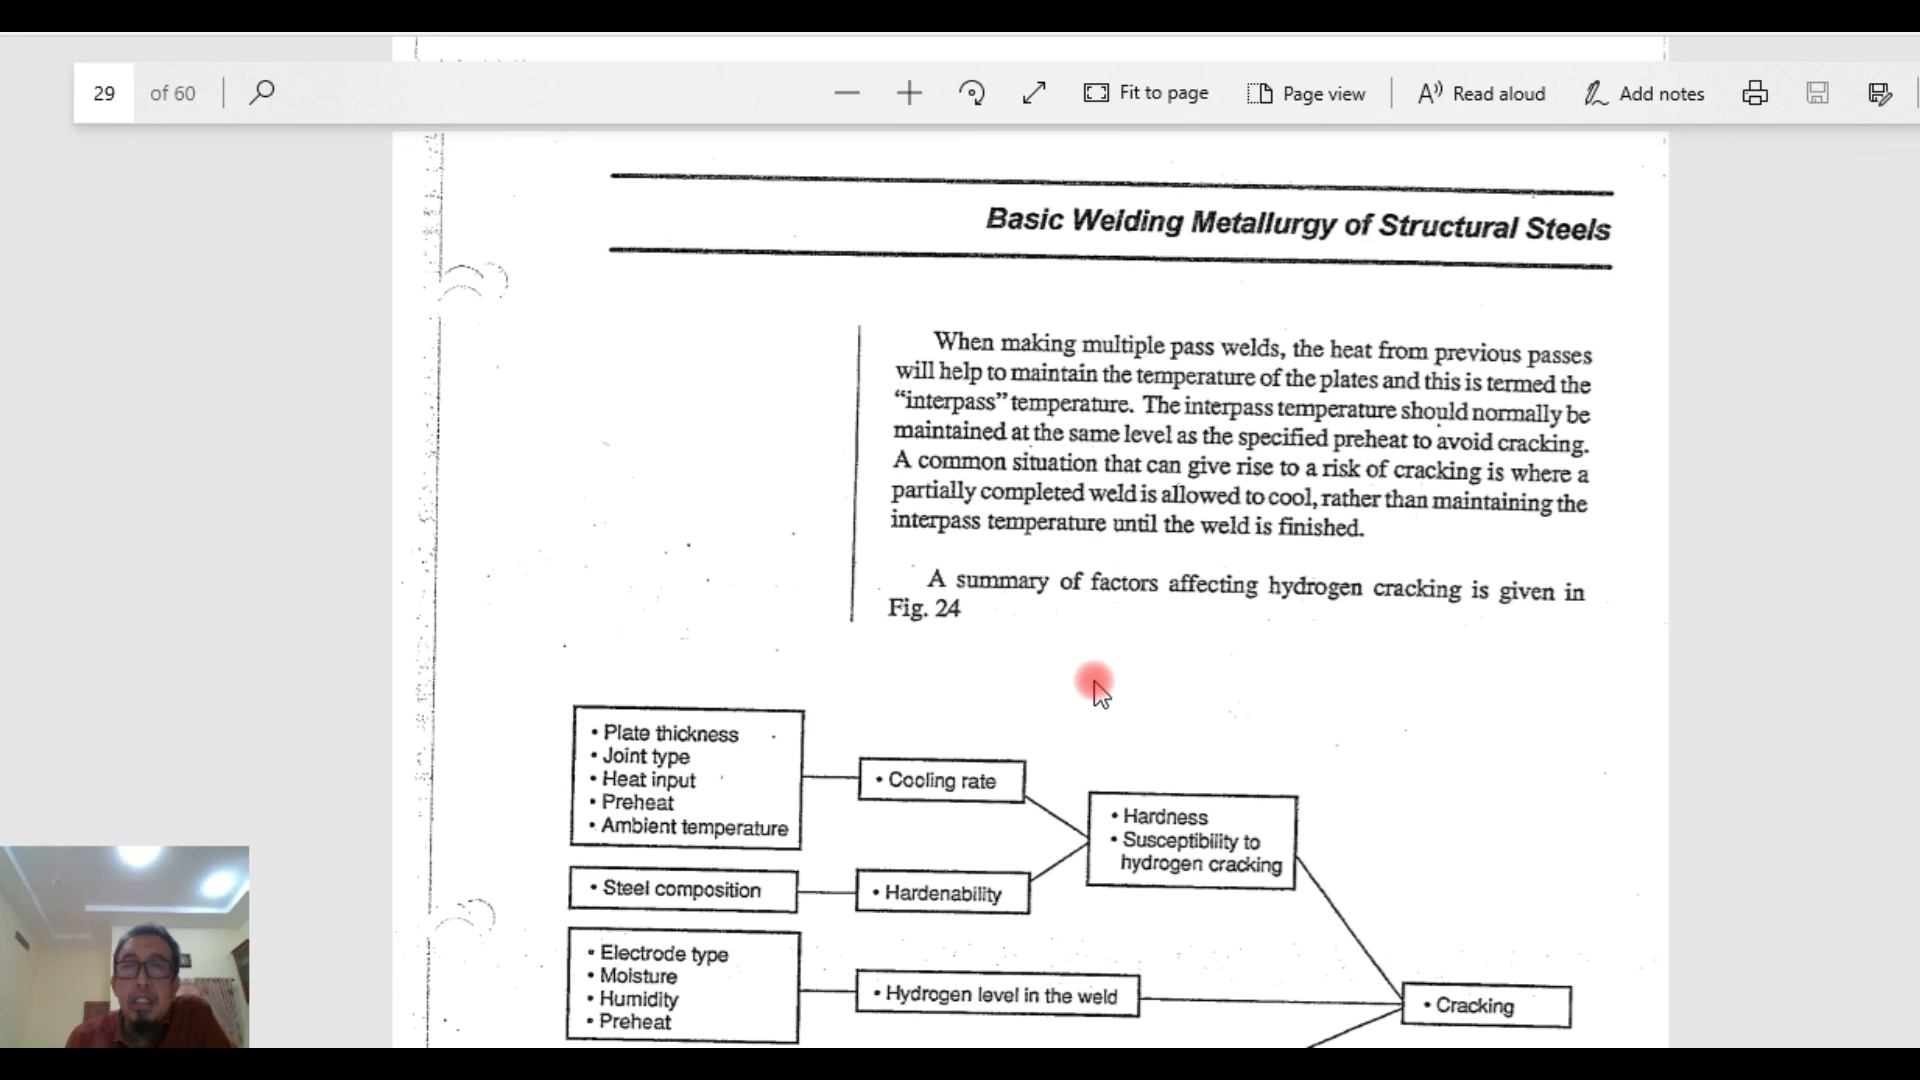 29 of 60
Fit to page
Page view
Read aloud
Add notes
Basic Welding Metallurgy of Structural Steels
When making multiple pass welds, the heat from previous passes
will help to maintain the temperature of the plates and this is termed the
“interpass” temperature. The interpass temperature should normally be
maintained at the same level as the specified preheat to avoid cracking.
A common situation that can give rise to a risk of cracking is where a
partially completed weld is allowed to cool, rather than maintaining the
interpass temperature until the weld is finished.
A summary of factors affecting hydrogen cracking is given in
Fig. 24
• Plate thickness
• Joint type
• Heat input
• Preheat
• Ambient temperature
• Cooling rate
• Hardness
• Susceptibility to
hydrogen cracking
• Steel composition
• Hardenability
• Electrode type
• Moisture
• Humidity
• Preheat
• Hydrogen level in the weld
• Cracking